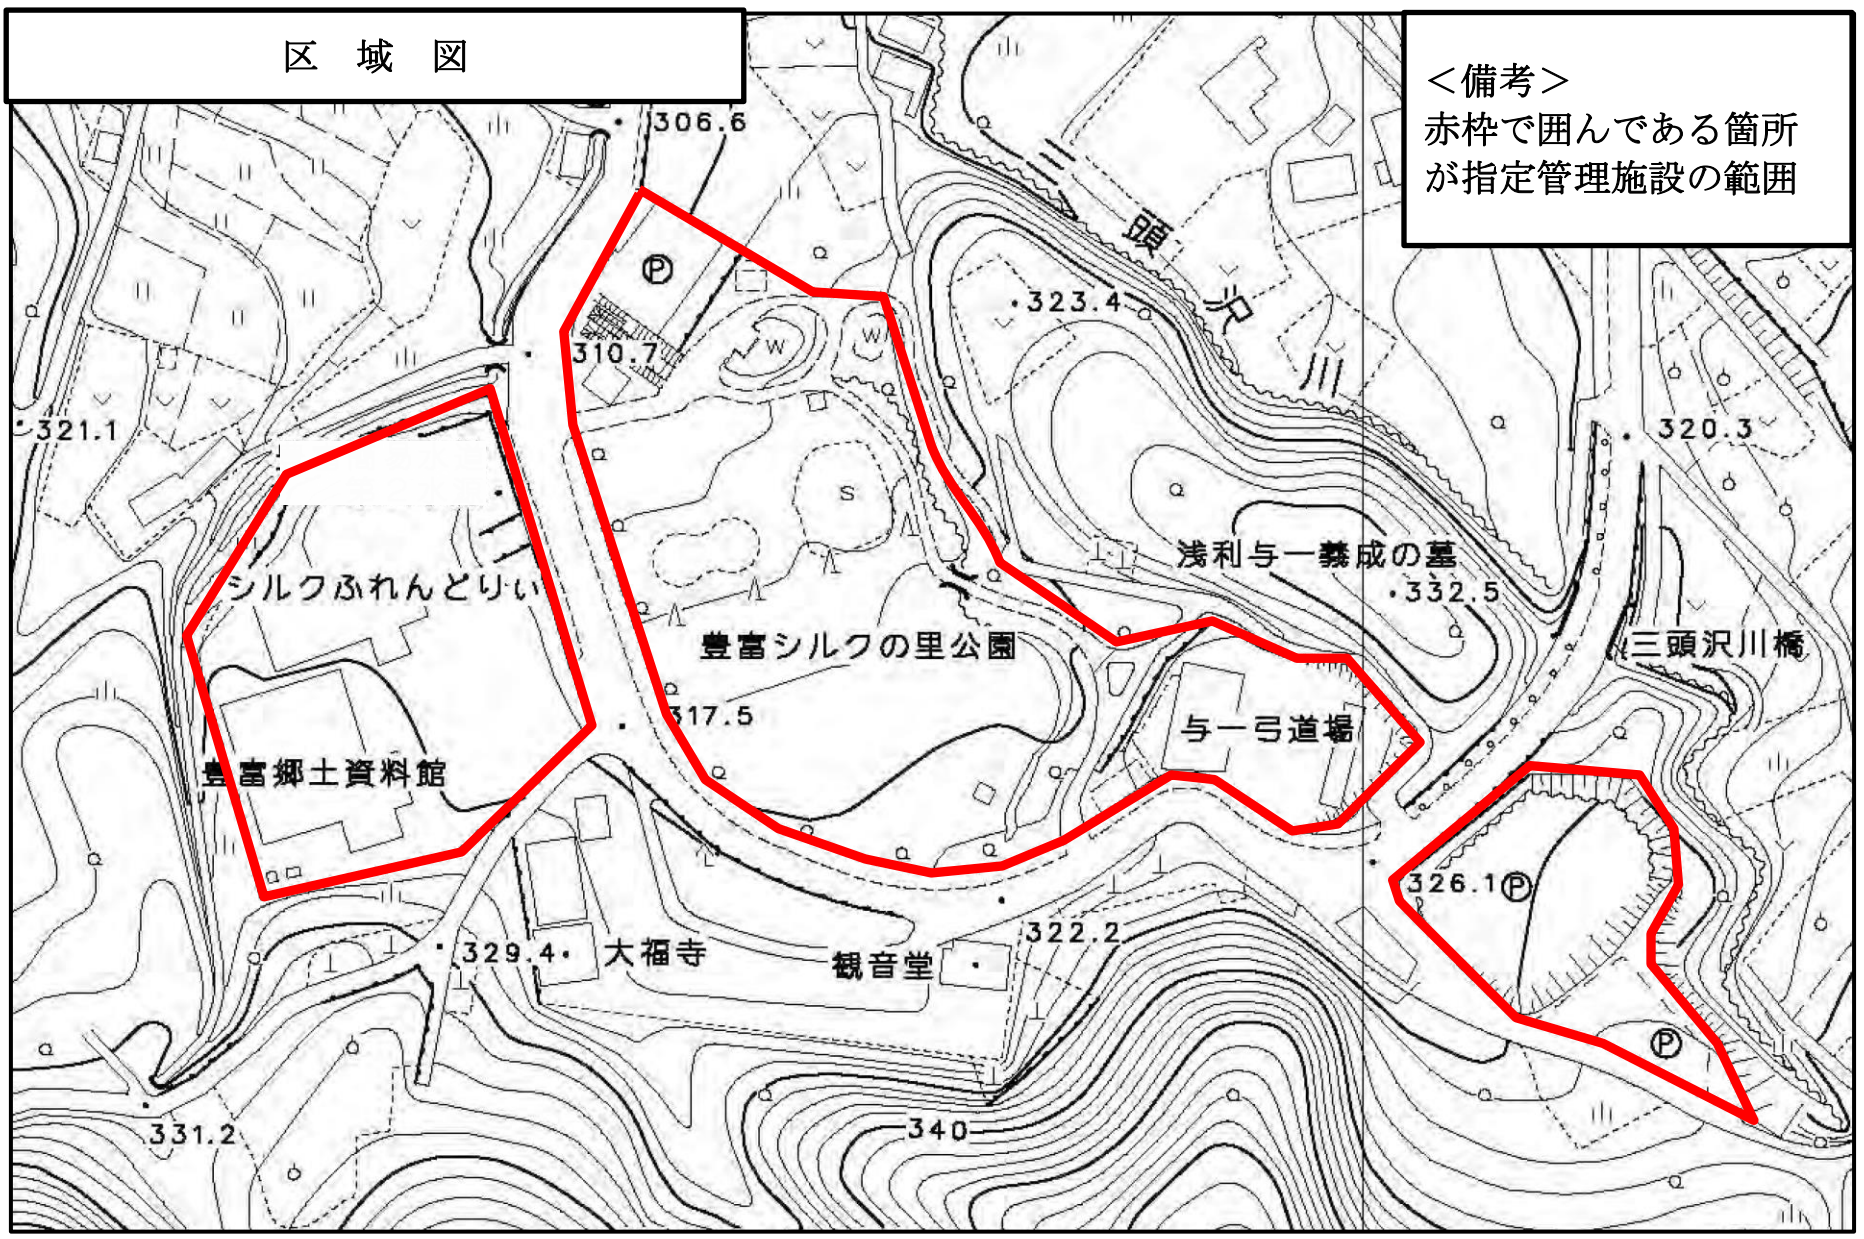 区域図
＜備考＞
赤枠で囲んである箇所
が指定管理施設の範囲
306.6
三頭沢川
Ⓟ
323.4
310.7
W
W
321.1
320.3
S
浅利与一義成の墓
シルクふれんどりぃ
332.5
豊富シルクの里公園
三頭沢川橋
317.5
与一弓道場
豊富郷土資料館
326.1
Ⓟ
322.2
329.4
大福寺
観音堂
Ⓟ
331.2
340